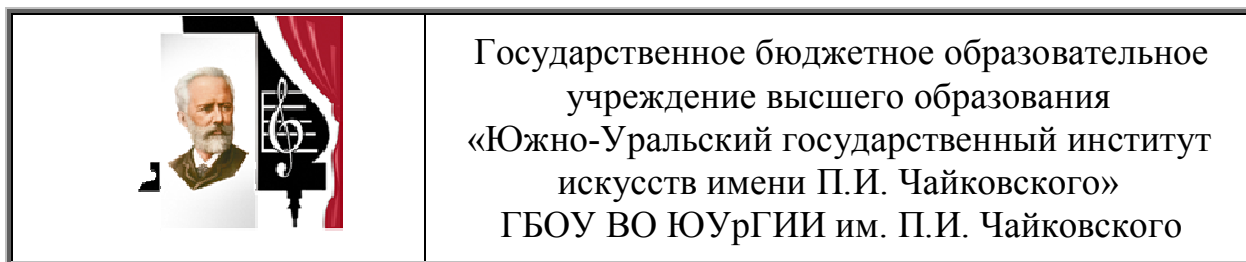 Государственное бюджетное образовательное
учреждение высшего образования
«Южно-Уральский государственный институт
искусств имени П.И. Чайковского»
ГБОУ ВО ЮУрГИИ им. П.И. Чайковского